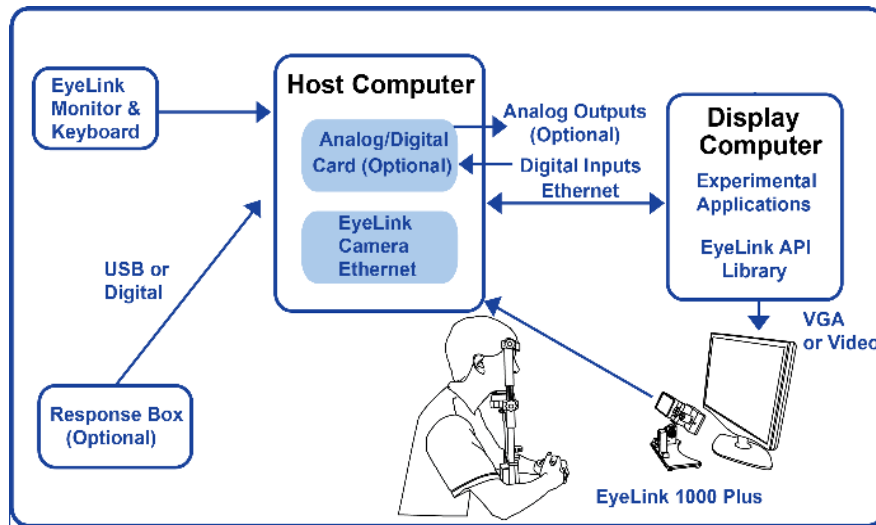 EyeLink
Monitor &
Keyboard
Host Computer
Analog/Digital
Card (Optional)
EyeLink
Camera
Ethernet
Analog Outputs
(Optional)
Digital Inputs
Ethernet
Display
Computer
Experimental
Applications
EyeLink API
Library
USB or
Digital
VGA
or Video
Response Box
(Optional)
EyeLink 1000 Plus